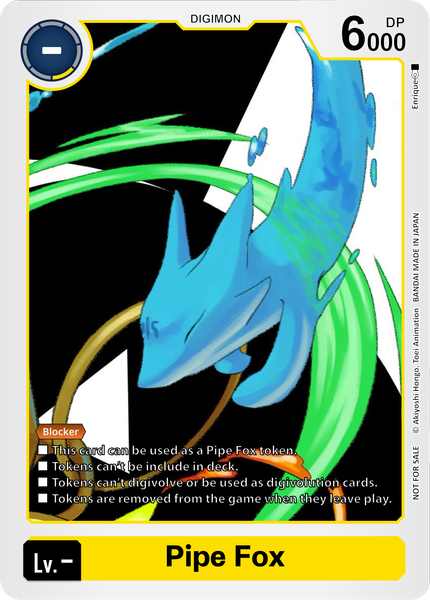 DIGIMON
-
6000
DP
Enrique
Blocker
■ This card can be used as a Pipe Fox token.
■ Tokens can't be include in deck.
■ Tokens can't digivolve or be used as digivolution cards.
■ Tokens are removed from the game when they leave play.
NOT FOR SALE © Akiyoshi Hongo. Toei Animation BANDAI MADE IN JAPAN
Lv.-
Pipe Fox